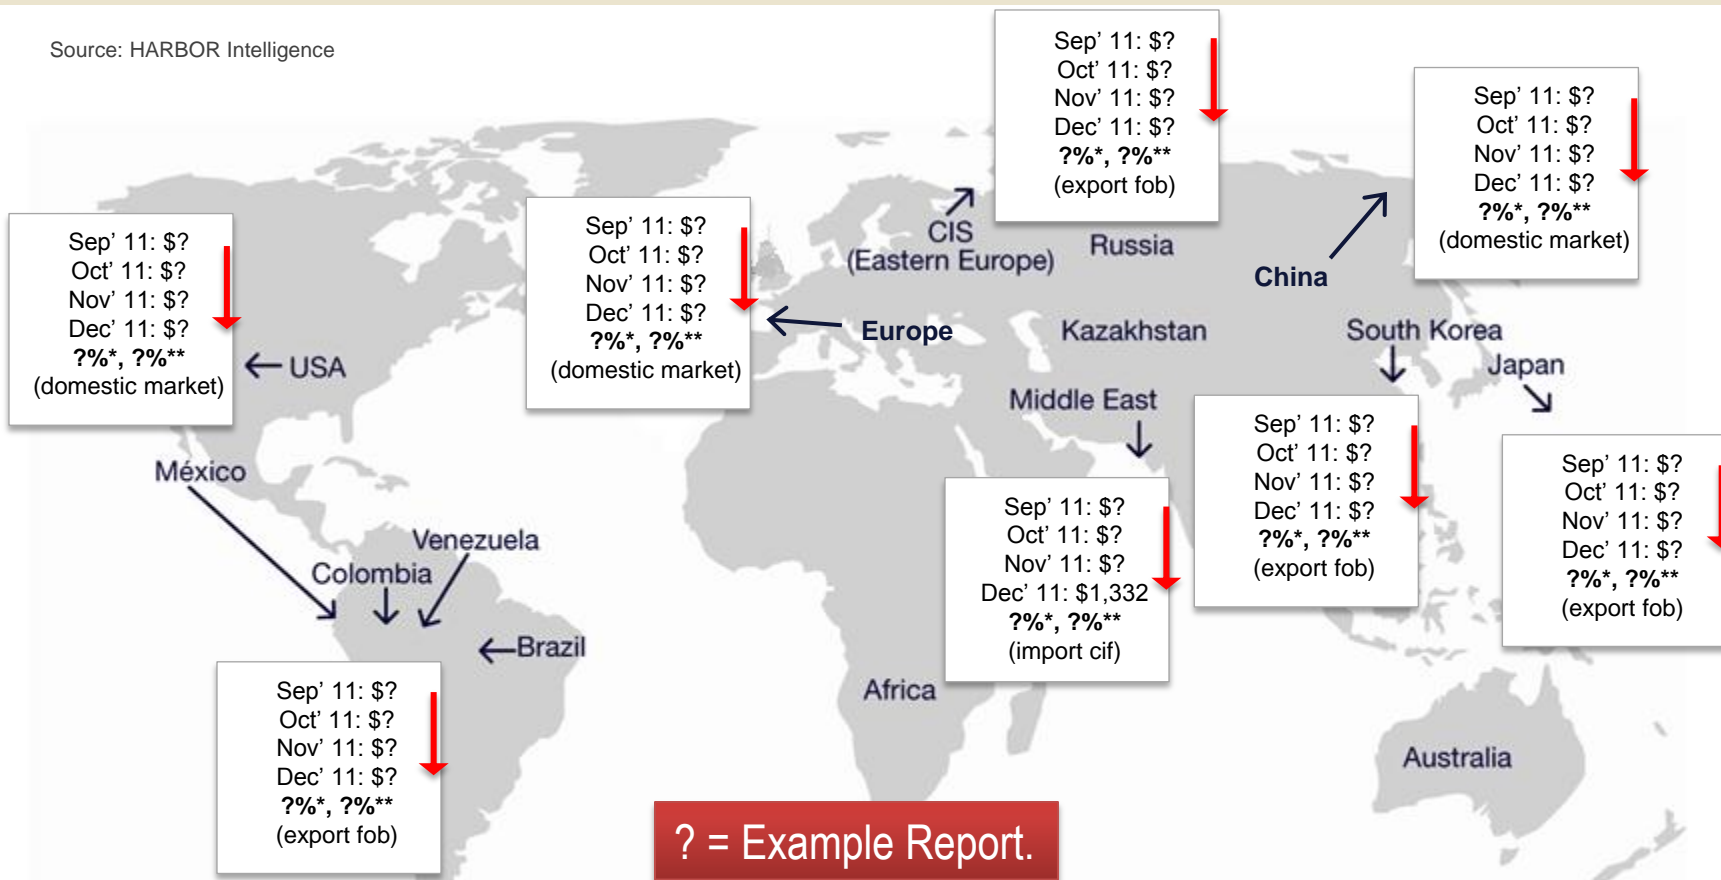 Source: HARBOR Intelligence
Sep’ 11: $?
Oct’ 11: $?
Nov’ 11: $?
Dec’ 11: $?
?%*, ?%**
(export fob)
Sep’ 11: $?
Oct’ 11: $?
Nov’ 11: $?
Dec’ 11: $?
?%*, ?%**
(domestic market)
Sep’ 11: $?
Oct’ 11: $?
Nov’ 11: $?
Dec’ 11: $?
?%*, ?%**
(domestic market)
Sep’ 11: $?
Oct’ 11: $?
Nov’ 11: $?
Dec’ 11: $?
?%*, ?%**
(domestic market)
CIS
(Eastern Europe)
Russia
China
Europe
Kazakhstan
South Korea
Japan
USA
Middle East
México
Venezuela
Colombia
Brazil
Sep’ 11: $?
Oct’ 11: $?
Nov’ 11: $?
Dec’ 11: $?
?%*, ?%**
(export fob)
Sep’ 11: $?
Oct’ 11: $?
Nov’ 11: $?
Dec’ 11: $?
?%*, ?%**
(export fob)
Sep’ 11: $?
Oct’ 11: $?
Nov’ 11: $?
Dec’ 11: $1,332
?%*, ?%**
(import cif)
Africa
Australia
Sep’ 11: $?
Oct’ 11: $?
Nov’ 11: $?
Dec’ 11: $?
?%*, ?%**
(export fob)
? = Example Report.